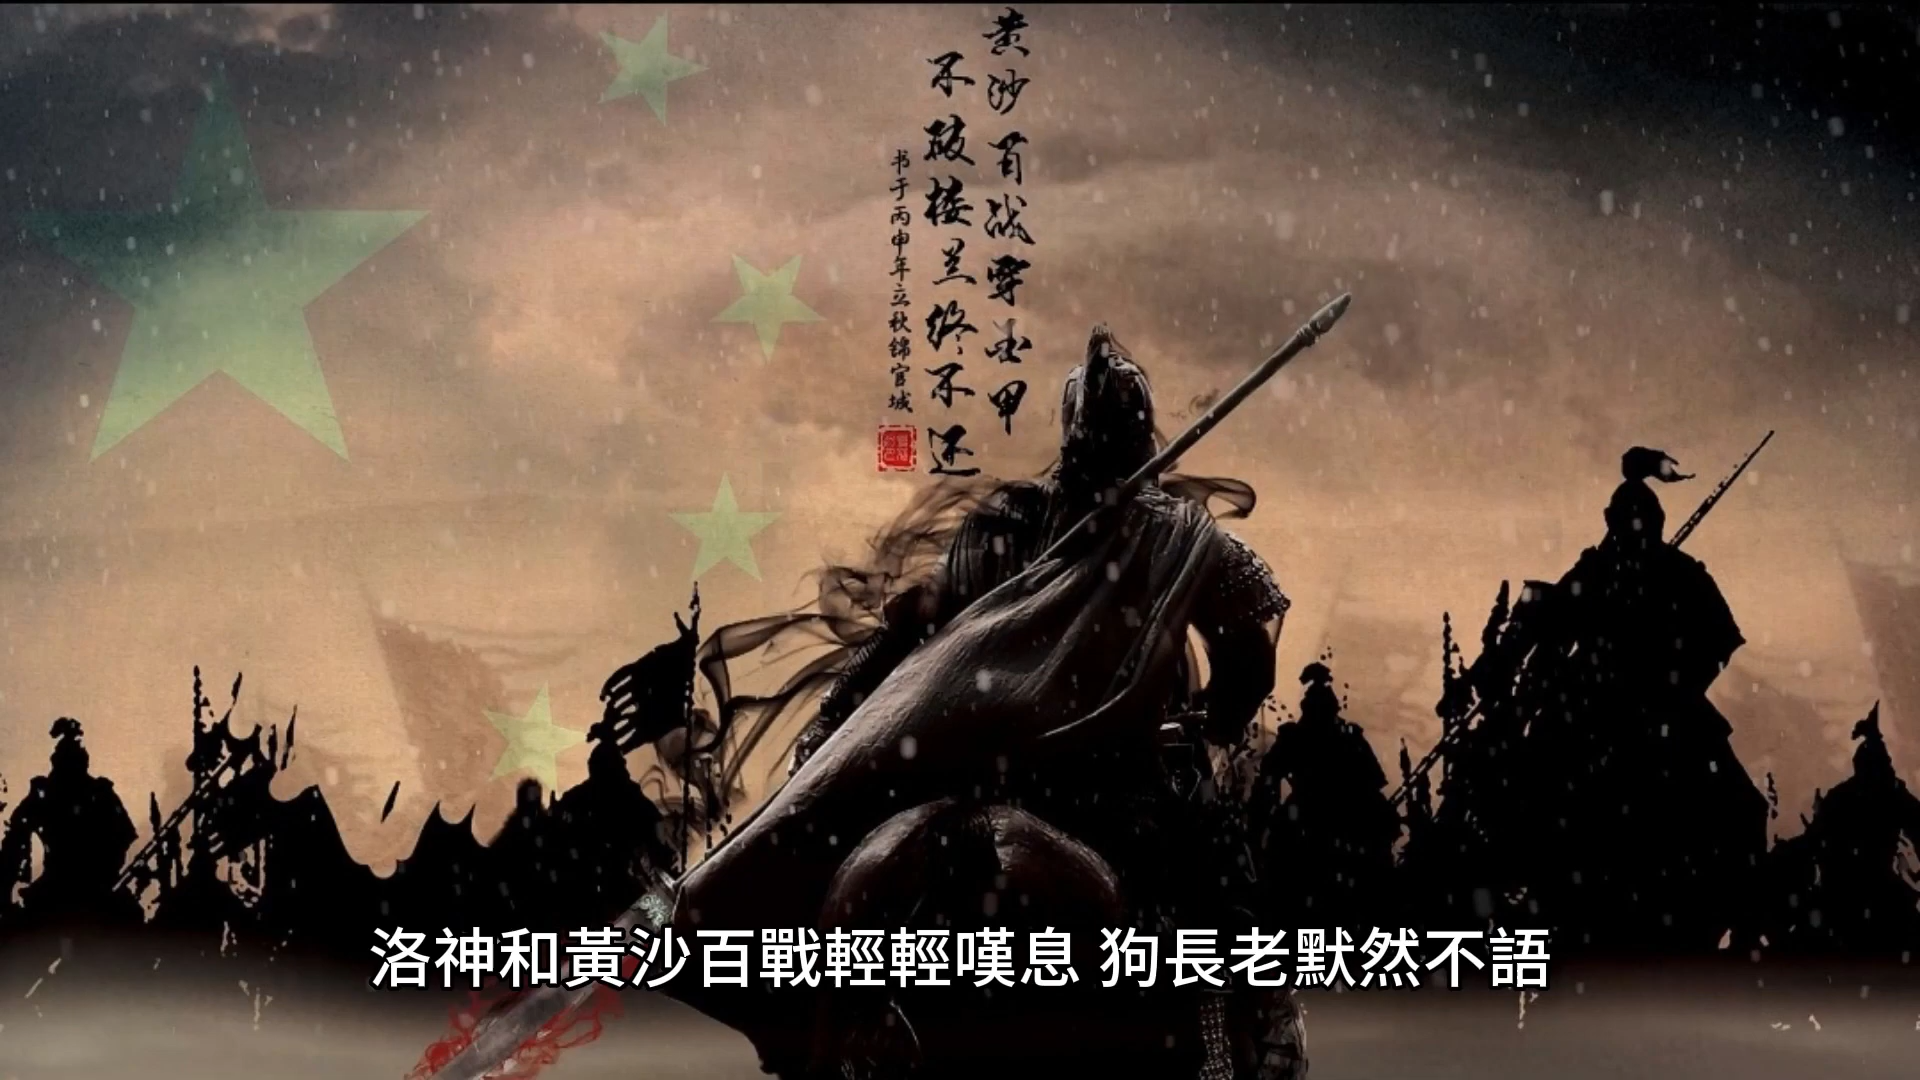 黄沙百战穿金甲
不破楼兰终不还
书于丙申年立秋锦官城
洛神和黃沙百戰輕輕嘆息 狗長老默然不語